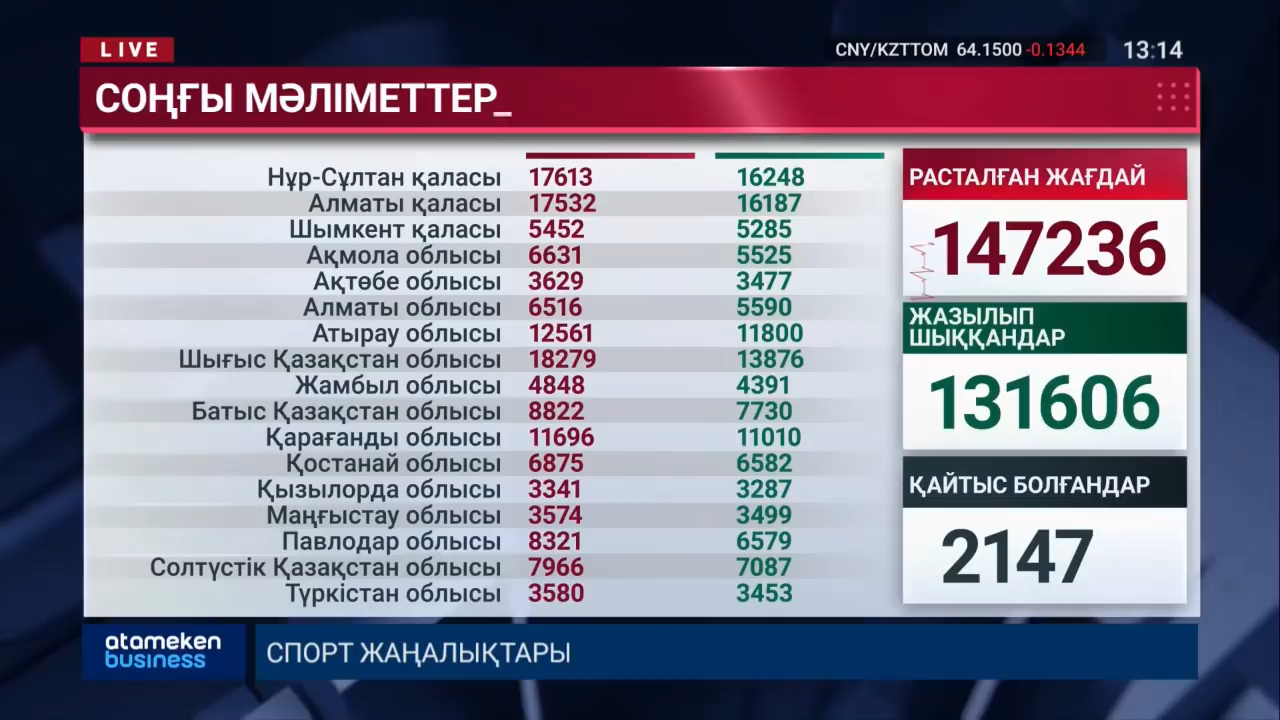 LIVE
CNY/KZTTOM 64.1500 -0.1344
13:14
СОҢҒЫ МӘЛІМЕТТЕР_
Нұр-Сұлтан қаласы 17613 16248
Алматы қаласы 17532 16187
Шымкент қаласы 5452 5285
Ақмола облысы 6631 5525
Ақтөбе облысы 3629 3477
Алматы облысы 6516 5590
Атырау облысы 12561 11800
Шығыс Қазақстан облысы 18279 13876
Жамбыл облысы 4848 4391
Батыс Қазақстан облысы 8822 7730
Қарағанды облысы 11696 11010
Қостанай облысы 6875 6582
Қызылорда облысы 3341 3287
Маңғыстау облысы 3574 3499
Павлодар облысы 8321 6579
Солтүстік Қазақстан облысы 7966 7087
Түркістан облысы 3580 3453
РАСТАЛҒАН ЖАҒДАЙ
147236
ЖАЗЫЛЫП
ШЫҚҚАНДАР
131606
ҚАЙТЫС БОЛҒАНДАР
2147
atameken
business
СПОРТ ЖАҢАЛЫҚТАРЫ